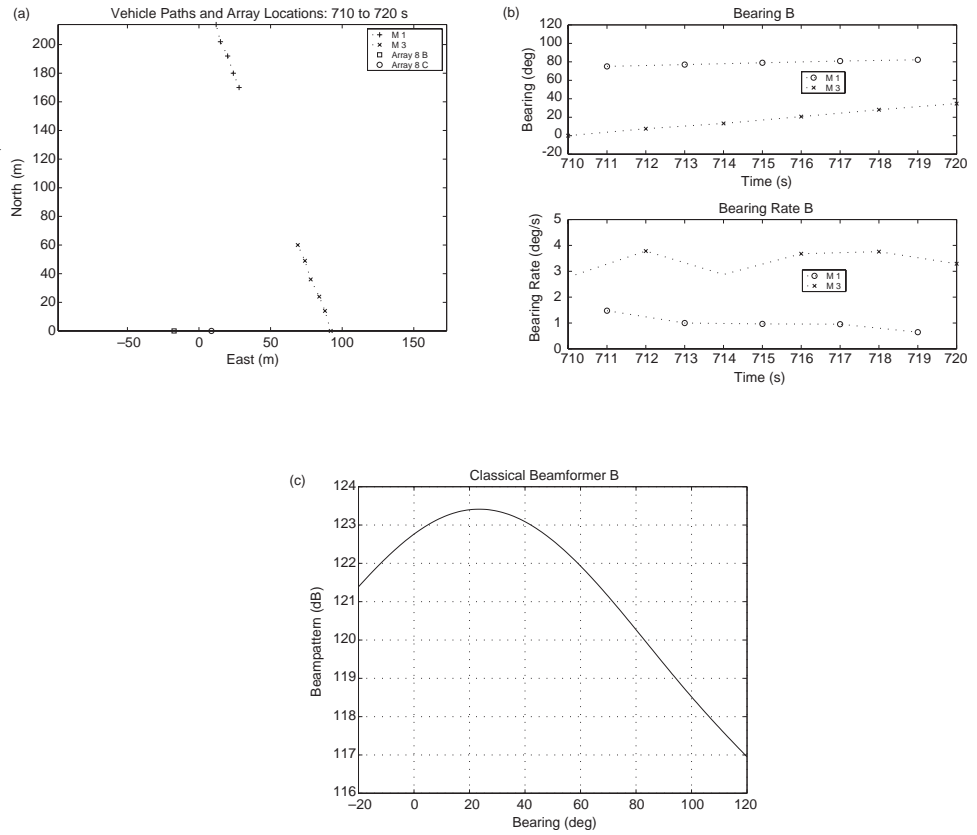 (a)
Vehicle Paths and Array Locations: 710 to 720 s
200
180
160
140
120
100
80
60
40
20
0
North (m)
–50 0 50 100 150
East (m)
M 1
M 3
Array 8 B
Array 8 C
(b)
Bearing B
120
100
80
60
40
20
0
-20
Bearing (deg)
M 1
M 3
710 711 712 713 714 715 716 717 718 719 720
Time (s)
Bearing Rate B
5
4
3
2
1
0
Bearing Rate (deg/s)
M 1
M 3
710 711 712 713 714 715 716 717 718 719 720
Time (s)
(c)
Classical Beamformer B
124
123
122
121
120
119
118
117
116
Beampattern (dB)
–20 0 20 40 60 80 100 120
Bearing (deg)